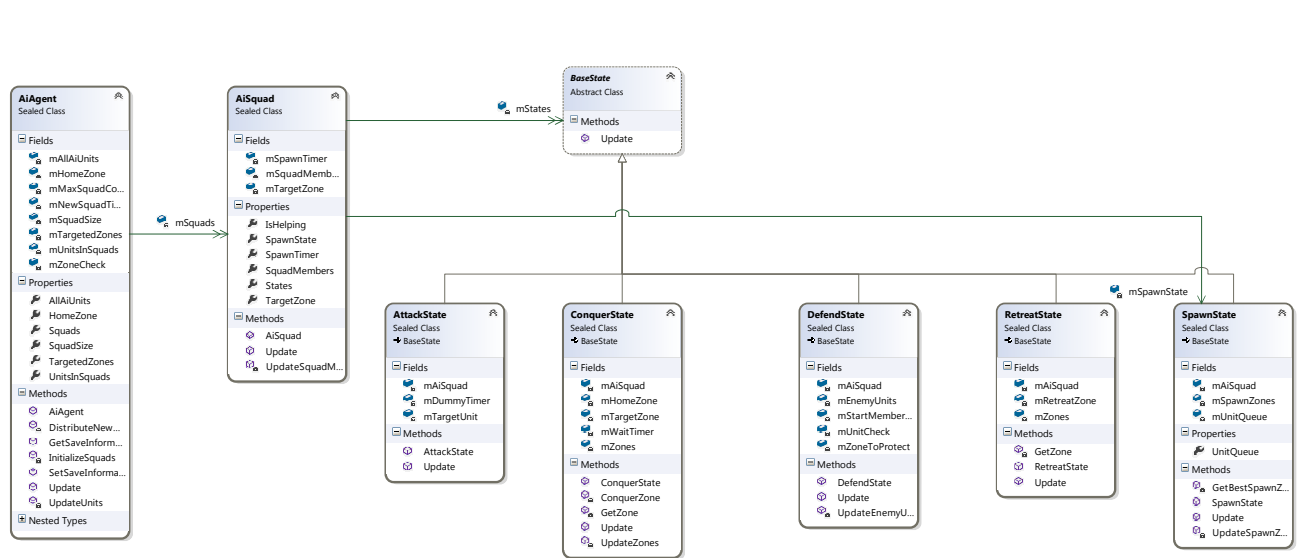 AiAgent
Sealed Class
Fields
mAllAiUnits
mHomeZone
mMaxSquadCo...
mNewSquadTi...
mSquadSize
mTargetedZones
mUnitsInSquads
mZoneCheck
Properties
AllAiUnits
HomeZone
Squads
SquadSize
TargetedZones
UnitsInSquads
Methods
AiAgent
DistributeNew...
GetSaveInform...
InitializeSquads
SetSaveInforma...
Update
UpdateUnits
Nested Types
mSquads
AiSquad
Sealed Class
Fields
mSpawnTimer
mSquadMemb...
mTargetZone
Properties
IsHelping
SpawnState
SpawnTimer
SquadMembers
States
TargetZone
Methods
AiSquad
Update
UpdateSquadM...
mStates
BaseState
Abstract Class
Methods
Update
AttackState
Sealed Class
BaseState
Fields
mAiSquad
mDummyTimer
mTargetUnit
Methods
AttackState
Update
ConquerState
Sealed Class
BaseState
Fields
mAiSquad
mHomeZone
mTargetZone
mWaitTimer
mZones
Methods
ConquerState
ConquerZone
GetZone
Update
UpdateZones
DefendState
Sealed Class
BaseState
Fields
mAiSquad
mEnemyUnits
mStartMember...
mUnitCheck
mZoneToProtect
Methods
DefendState
Update
UpdateEnemyU...
RetreatState
Sealed Class
BaseState
Fields
mAiSquad
mRetreatZone
mZones
Methods
GetZone
RetreatState
Update
mSpawnState
SpawnState
Sealed Class
BaseState
Fields
mAiSquad
mSpawnZones
mUnitQueue
Properties
UnitQueue
Methods
GetBestSpawnZ...
SpawnState
Update
UpdateSpawnZ...